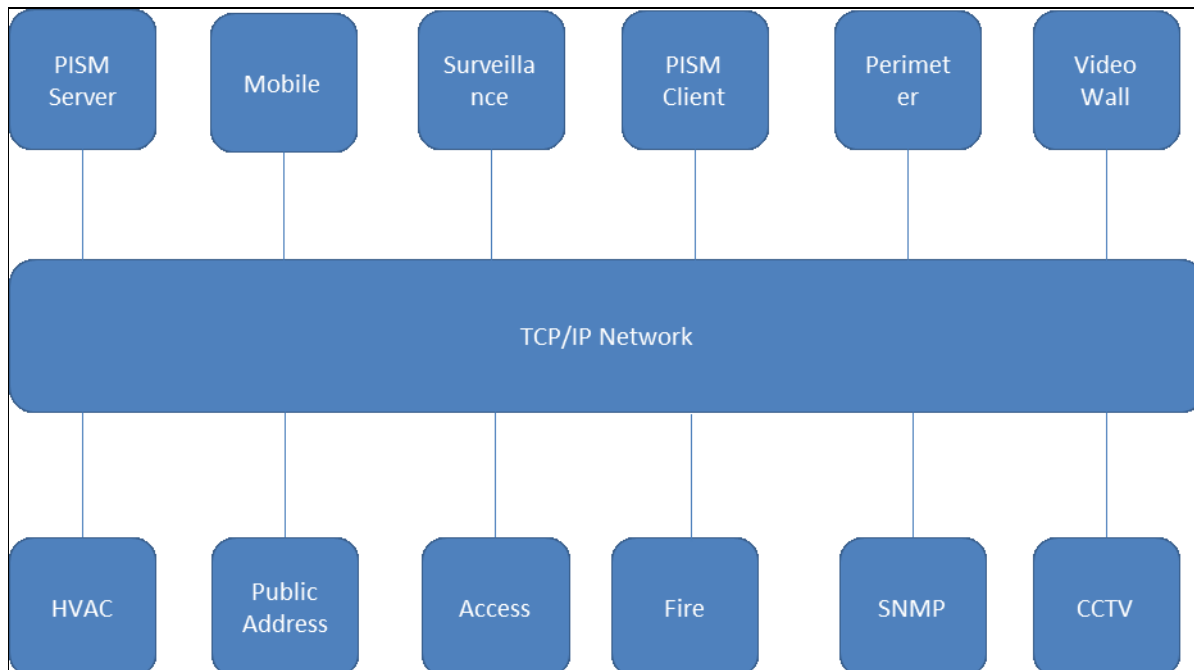 PISM
Server
Mobile
Surveilla
nce
PISM
Client
Perimet
er
Video
Wall
TCP/IP Network
HVAC
Public
Address
Access
Fire
SNMP
CCTV